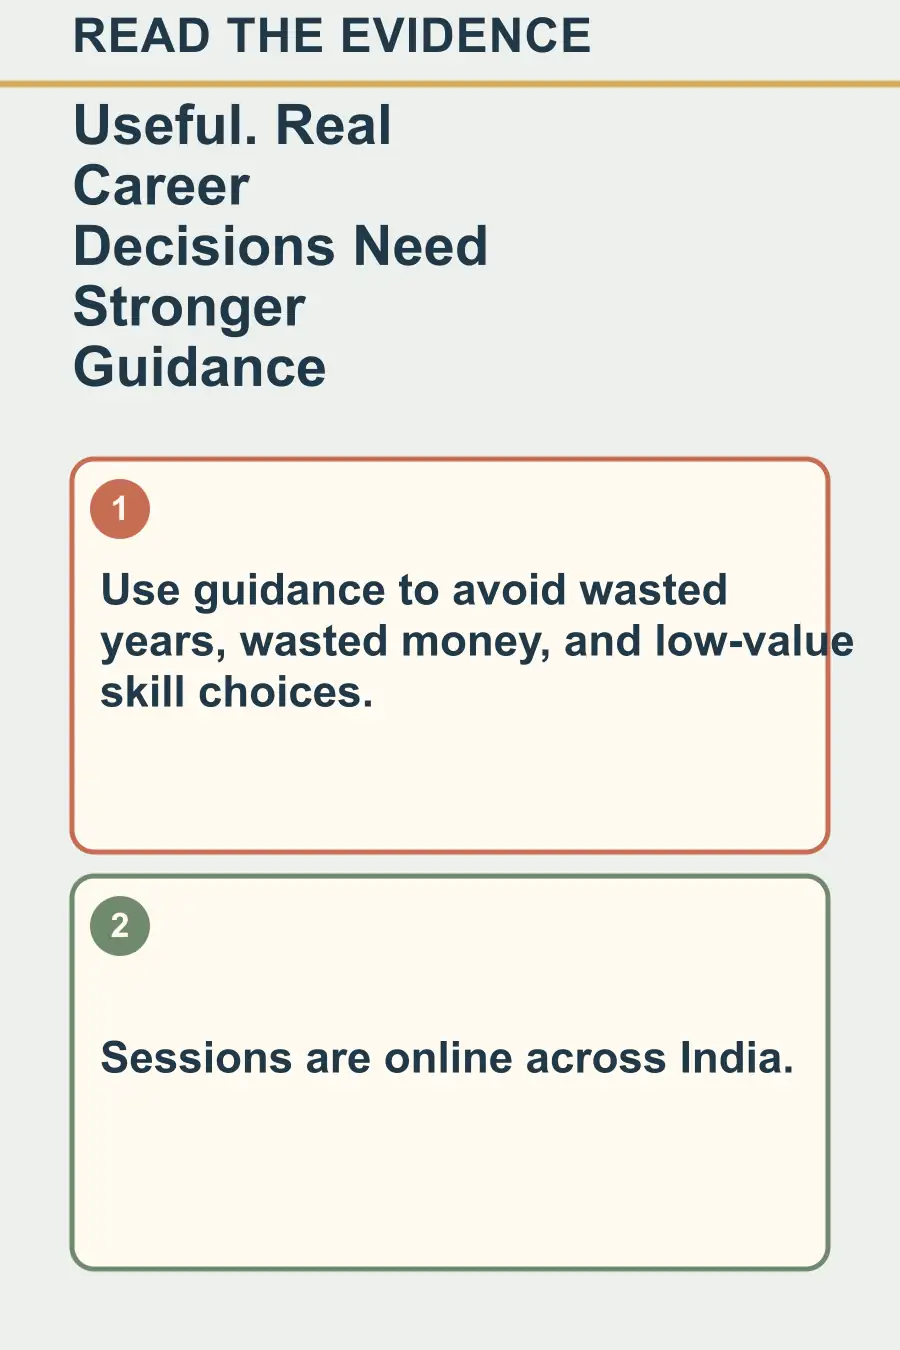 READ THE EVIDENCE
Useful. Real
Career
Decisions Need
Stronger
Guidance
1
Use guidance to avoid wasted
years, wasted money, and low-value
skill choices.
2
Sessions are online across India.